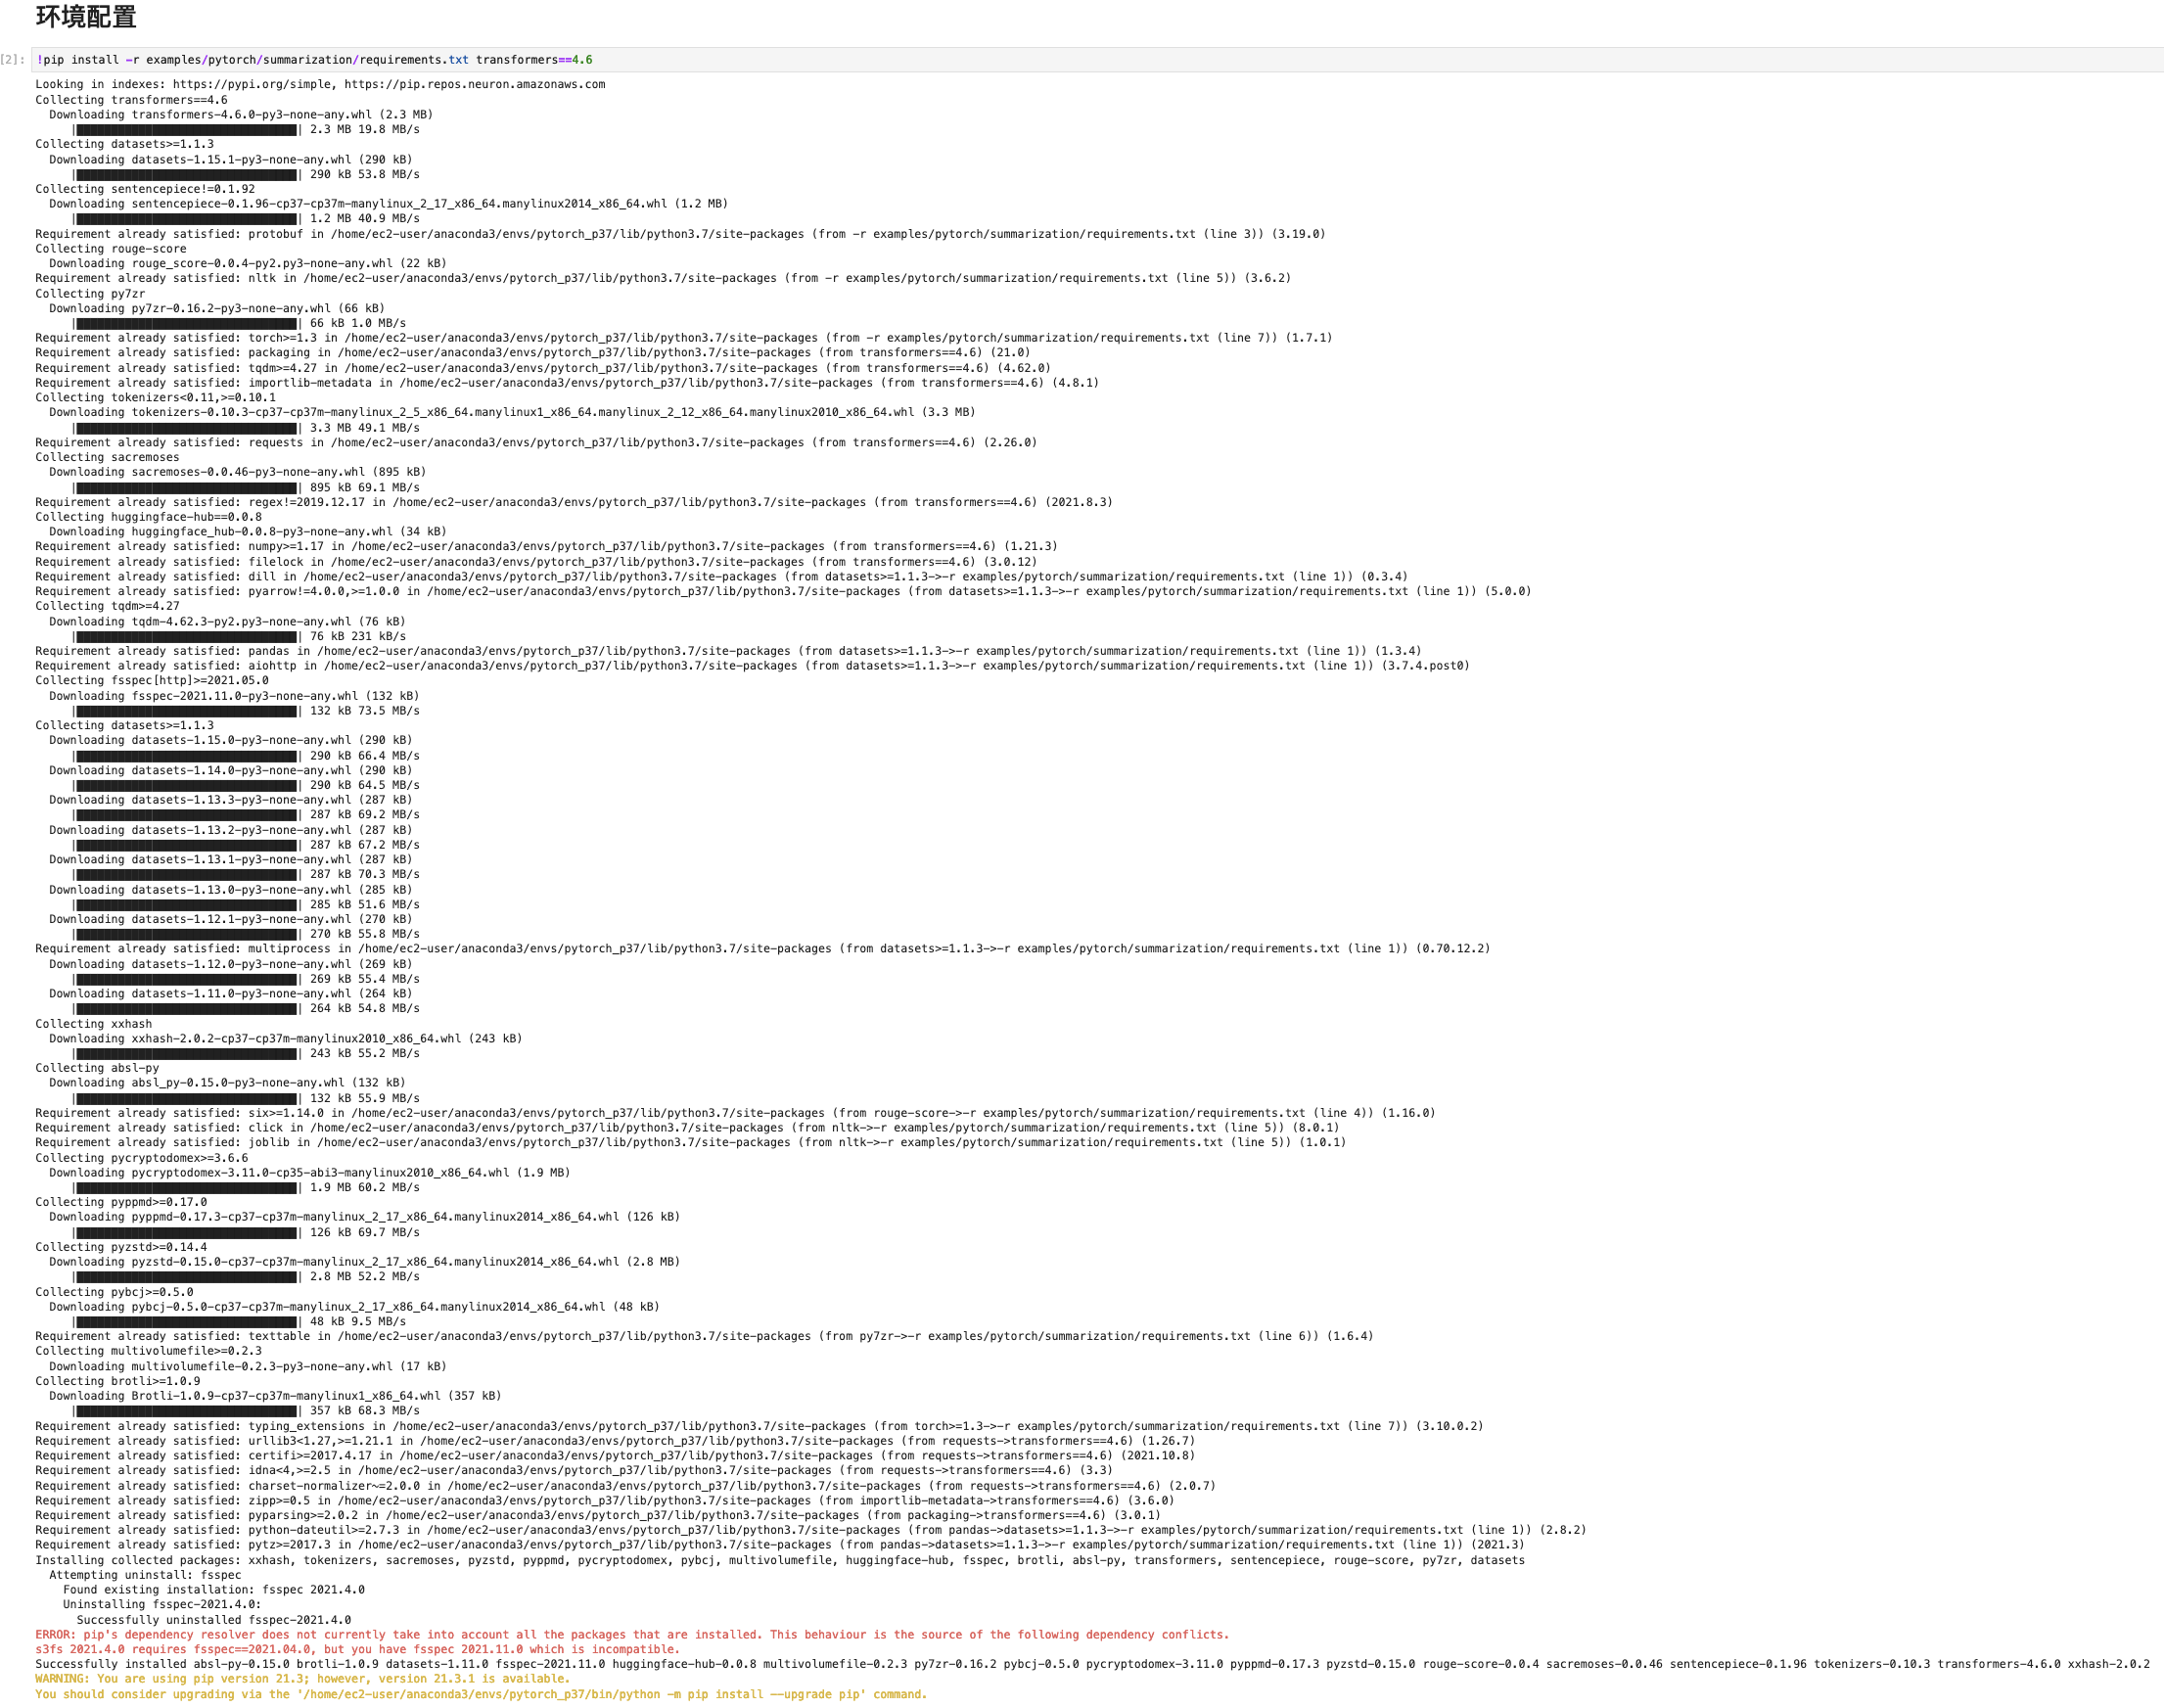 环境配置
[2]: !pip install -r examples/pytorch/summarization/requirements.txt transformers==4.6
Looking in indexes: https://pypi.org/simple, https://pip.repos.neuron.amazonaws.com
Collecting transformers==4.6
Downloading transformers-4.6.0-py3-none-any.whl (2.3 MB)
|████████████████████████████████| 2.3 MB 19.8 MB/s
Collecting datasets>=1.1.3
Downloading datasets-1.15.1-py3-none-any.whl (290 kB)
|████████████████████████████████| 290 kB 53.8 MB/s
Collecting sentencepiece!=0.1.92
Downloading sentencepiece-0.1.96-cp37-cp37m-manylinux_2_17_x86_64.manylinux2014_x86_64.whl (1.2 MB)
|████████████████████████████████| 1.2 MB 40.9 MB/s
Requirement already satisfied: protobuf in /home/ec2-user/anaconda3/envs/pytorch_p37/lib/python3.7/site-packages (from -r examples/pytorch/summarization/requirements.txt (line 3)) (3.19.0)
Collecting rouge-score
Downloading rouge_score-0.0.4-py2.py3-none-any.whl (22 kB)
Requirement already satisfied: nltk in /home/ec2-user/anaconda3/envs/pytorch_p37/lib/python3.7/site-packages (from -r examples/pytorch/summarization/requirements.txt (line 5)) (3.6.2)
Collecting py7zr
Downloading py7zr-0.16.2-py3-none-any.whl (66 kB)
|████████████████████████████████| 66 kB 1.0 MB/s
Requirement already satisfied: torch>=1.3 in /home/ec2-user/anaconda3/envs/pytorch_p37/lib/python3.7/site-packages (from -r examples/pytorch/summarization/requirements.txt (line 7)) (1.7.1)
Requirement already satisfied: packaging in /home/ec2-user/anaconda3/envs/pytorch_p37/lib/python3.7/site-packages (from transformers==4.6) (21.0)
Requirement already satisfied: tqdm>=4.27 in /home/ec2-user/anaconda3/envs/pytorch_p37/lib/python3.7/site-packages (from transformers==4.6) (4.62.0)
Requirement already satisfied: importlib-metadata in /home/ec2-user/anaconda3/envs/pytorch_p37/lib/python3.7/site-packages (from transformers==4.6) (4.8.1)
Collecting tokenizers<0.11,>=0.10.1
Downloading tokenizers-0.10.3-cp37-cp37m-manylinux_2_5_x86_64.manylinux1_x86_64.manylinux_2_12_x86_64.manylinux2010_x86_64.whl (3.3 MB)
|████████████████████████████████| 3.3 MB 49.1 MB/s
Requirement already satisfied: requests in /home/ec2-user/anaconda3/envs/pytorch_p37/lib/python3.7/site-packages (from transformers==4.6) (2.26.0)
Collecting sacremoses
Downloading sacremoses-0.0.46-py3-none-any.whl (895 kB)
|████████████████████████████████| 895 kB 69.1 MB/s
Requirement already satisfied: regex!=2019.12.17 in /home/ec2-user/anaconda3/envs/pytorch_p37/lib/python3.7/site-packages (from transformers==4.6) (2021.8.3)
Collecting huggingface-hub==0.0.8
Downloading huggingface_hub-0.0.8-py3-none-any.whl (34 kB)
Requirement already satisfied: numpy>=1.17 in /home/ec2-user/anaconda3/envs/pytorch_p37/lib/python3.7/site-packages (from transformers==4.6) (1.21.3)
Requirement already satisfied: filelock in /home/ec2-user/anaconda3/envs/pytorch_p37/lib/python3.7/site-packages (from transformers==4.6) (3.0.12)
Requirement already satisfied: dill in /home/ec2-user/anaconda3/envs/pytorch_p37/lib/python3.7/site-packages (from datasets>=1.1.3->-r examples/pytorch/summarization/requirements.txt (line 1)) (0.3.4)
Requirement already satisfied: pyarrow!=4.0.0,>=1.0.0 in /home/ec2-user/anaconda3/envs/pytorch_p37/lib/python3.7/site-packages (from datasets>=1.1.3->-r examples/pytorch/summarization/requirements.txt (line 1)) (5.0.0)
Collecting tqdm>=4.27
Downloading tqdm-4.62.3-py2.py3-none-any.whl (76 kB)
|████████████████████████████████| 76 kB 231 kB/s
Requirement already satisfied: pandas in /home/ec2-user/anaconda3/envs/pytorch_p37/lib/python3.7/site-packages (from datasets>=1.1.3->-r examples/pytorch/summarization/requirements.txt (line 1)) (1.3.4)
Requirement already satisfied: aiohttp in /home/ec2-user/anaconda3/envs/pytorch_p37/lib/python3.7/site-packages (from datasets>=1.1.3->-r examples/pytorch/summarization/requirements.txt (line 1)) (3.7.4.post0)
Collecting fsspec[http]>=2021.05.0
Downloading fsspec-2021.11.0-py3-none-any.whl (132 kB)
|████████████████████████████████| 132 kB 73.5 MB/s
Collecting datasets>=1.1.3
Downloading datasets-1.15.0-py3-none-any.whl (290 kB)
|████████████████████████████████| 290 kB 66.4 MB/s
Downloading datasets-1.14.0-py3-none-any.whl (290 kB)
|████████████████████████████████| 290 kB 64.5 MB/s
Downloading datasets-1.13.3-py3-none-any.whl (287 kB)
|████████████████████████████████| 287 kB 69.2 MB/s
Downloading datasets-1.13.2-py3-none-any.whl (287 kB)
|████████████████████████████████| 287 kB 67.2 MB/s
Downloading datasets-1.13.1-py3-none-any.whl (287 kB)
|████████████████████████████████| 287 kB 70.3 MB/s
Downloading datasets-1.13.0-py3-none-any.whl (285 kB)
|████████████████████████████████| 285 kB 51.6 MB/s
Downloading datasets-1.12.1-py3-none-any.whl (270 kB)
|████████████████████████████████| 270 kB 55.8 MB/s
Requirement already satisfied: multiprocess in /home/ec2-user/anaconda3/envs/pytorch_p37/lib/python3.7/site-packages (from datasets>=1.1.3->-r examples/pytorch/summarization/requirements.txt (line 1)) (0.70.12.2)
Downloading datasets-1.12.0-py3-none-any.whl (269 kB)
|████████████████████████████████| 269 kB 55.4 MB/s
Downloading datasets-1.11.0-py3-none-any.whl (264 kB)
|████████████████████████████████| 264 kB 54.8 MB/s
Collecting xxhash
Downloading xxhash-2.0.2-cp37-cp37m-manylinux2010_x86_64.whl (243 kB)
|████████████████████████████████| 243 kB 55.2 MB/s
Collecting absl-py
Downloading absl_py-0.15.0-py3-none-any.whl (132 kB)
|████████████████████████████████| 132 kB 55.9 MB/s
Requirement already satisfied: six>=1.14.0 in /home/ec2-user/anaconda3/envs/pytorch_p37/lib/python3.7/site-packages (from rouge-score->-r examples/pytorch/summarization/requirements.txt (line 4)) (1.16.0)
Requirement already satisfied: click in /home/ec2-user/anaconda3/envs/pytorch_p37/lib/python3.7/site-packages (from nltk->-r examples/pytorch/summarization/requirements.txt (line 5)) (8.0.1)
Requirement already satisfied: joblib in /home/ec2-user/anaconda3/envs/pytorch_p37/lib/python3.7/site-packages (from nltk->-r examples/pytorch/summarization/requirements.txt (line 5)) (1.0.1)
Collecting pycryptodomex>=3.6.6
Downloading pycryptodomex-3.11.0-cp35-abi3-manylinux2010_x86_64.whl (1.9 MB)
|████████████████████████████████| 1.9 MB 60.2 MB/s
Collecting pyppmd>=0.17.0
Downloading pyppmd-0.17.3-cp37-cp37m-manylinux_2_17_x86_64.manylinux2014_x86_64.whl (126 kB)
|████████████████████████████████| 126 kB 69.7 MB/s
Collecting pyzstd>=0.14.4
Downloading pyzstd-0.15.0-cp37-cp37m-manylinux_2_17_x86_64.manylinux2014_x86_64.whl (2.8 MB)
|████████████████████████████████| 2.8 MB 52.2 MB/s
Collecting pybcj>=0.5.0
Downloading pybcj-0.5.0-cp37-cp37m-manylinux_2_17_x86_64.manylinux2014_x86_64.whl (48 kB)
|████████████████████████████████| 48 kB 9.5 MB/s
Requirement already satisfied: texttable in /home/ec2-user/anaconda3/envs/pytorch_p37/lib/python3.7/site-packages (from py7zr->-r examples/pytorch/summarization/requirements.txt (line 6)) (1.6.4)
Collecting multivolumefile>=0.2.3
Downloading multivolumefile-0.2.3-py3-none-any.whl (17 kB)
Collecting brotli>=1.0.9
Downloading Brotli-1.0.9-cp37-cp37m-manylinux1_x86_64.whl (357 kB)
|████████████████████████████████| 357 kB 68.3 MB/s
Requirement already satisfied: typing_extensions in /home/ec2-user/anaconda3/envs/pytorch_p37/lib/python3.7/site-packages (from torch>=1.3->-r examples/pytorch/summarization/requirements.txt (line 7)) (3.10.0.2)
Requirement already satisfied: urllib3<1.27,>=1.21.1 in /home/ec2-user/anaconda3/envs/pytorch_p37/lib/python3.7/site-packages (from requests->transformers==4.6) (1.26.7)
Requirement already satisfied: certifi>=2017.4.17 in /home/ec2-user/anaconda3/envs/pytorch_p37/lib/python3.7/site-packages (from requests->transformers==4.6) (2021.10.8)
Requirement already satisfied: idna<4,>=2.5 in /home/ec2-user/anaconda3/envs/pytorch_p37/lib/python3.7/site-packages (from requests->transformers==4.6) (3.3)
Requirement already satisfied: charset-normalizer~=2.0.0 in /home/ec2-user/anaconda3/envs/pytorch_p37/lib/python3.7/site-packages (from requests->transformers==4.6) (2.0.7)
Requirement already satisfied: zipp>=0.5 in /home/ec2-user/anaconda3/envs/pytorch_p37/lib/python3.7/site-packages (from importlib-metadata->transformers==4.6) (3.6.0)
Requirement already satisfied: pyparsing>=2.0.2 in /home/ec2-user/anaconda3/envs/pytorch_p37/lib/python3.7/site-packages (from packaging->transformers==4.6) (3.0.1)
Requirement already satisfied: python-dateutil>=2.7.3 in /home/ec2-user/anaconda3/envs/pytorch_p37/lib/python3.7/site-packages (from pandas->datasets>=1.1.3->-r examples/pytorch/summarization/requirements.txt (line 1)) (2.8.2)
Requirement already satisfied: pytz>=2017.3 in /home/ec2-user/anaconda3/envs/pytorch_p37/lib/python3.7/site-packages (from pandas->datasets>=1.1.3->-r examples/pytorch/summarization/requirements.txt (line 1)) (2021.3)
Installing collected packages: xxhash, tokenizers, sacremoses, pyzstd, pyppmd, pycryptodomex, pybcj, multivolumefile, huggingface-hub, fsspec, brotli, absl-py, transformers, sentencepiece, rouge-score, py7zr, datasets
Attempting uninstall: fsspec
Found existing installation: fsspec 2021.4.0
Uninstalling fsspec-2021.4.0:
Successfully uninstalled fsspec-2021.4.0
ERROR: pip's dependency resolver does not currently take into account all the packages that are installed. This behaviour is the source of the following dependency conflicts.
s3fs 2021.4.0 requires fsspec==2021.04.0, but you have fsspec 2021.11.0 which is incompatible.
Successfully installed absl-py-0.15.0 brotli-1.0.9 datasets-1.11.0 fsspec-2021.11.0 huggingface-hub-0.0.8 multivolumefile-0.2.3 py7zr-0.16.2 pybcj-0.5.0 pycryptodomex-3.11.0 pyppmd-0.17.3 pyzstd-0.15.0 rouge-score-0.0.4 sacremoses-0.0.46 sentencepiece-0.1.96 tokenizers-0.10.3 transformers-4.6.0 xxhash-2.0.2
WARNING: You are using pip version 21.3; however, version 21.3.1 is available.
You should consider upgrading via the '/home/ec2-user/anaconda3/envs/pytorch_p37/bin/python -m pip install --upgrade pip' command.